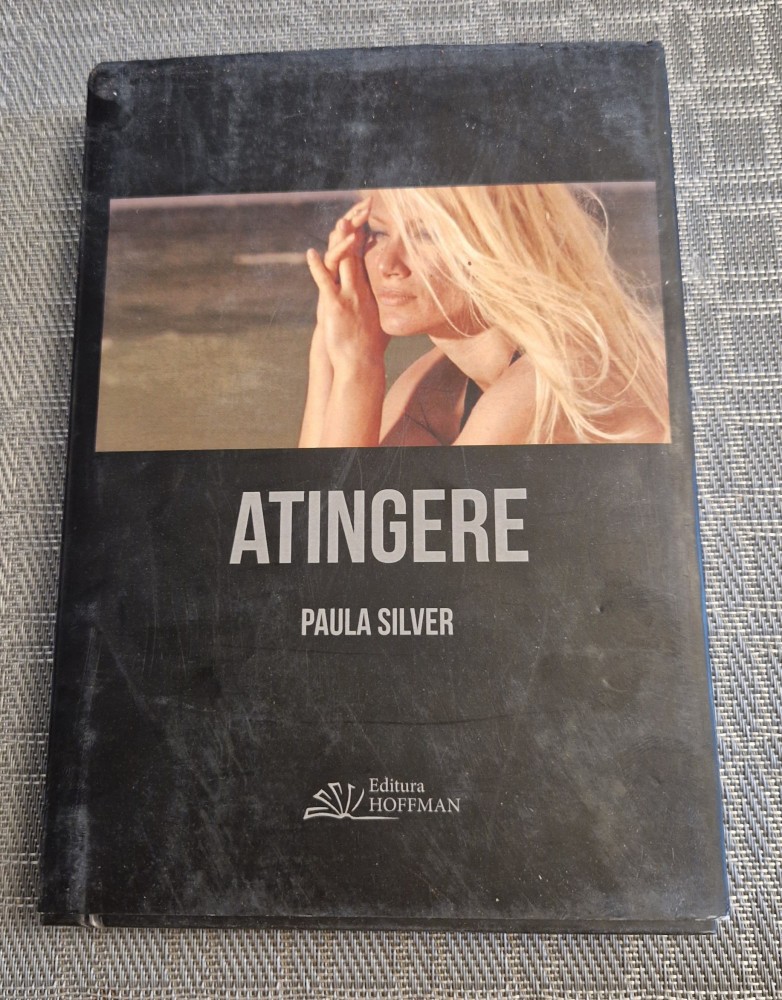 ATINGERE
PAULA SILVER
Editura
HOFFMAN